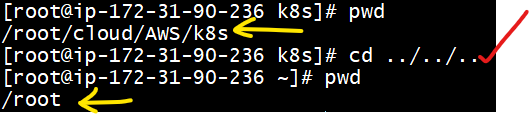 [root@ip-172-31-90-236 k8s]# pwd
/root/cloud/AWS/k8s
[root@ip-172-31-90-236 k8s]# cd ../../..
[root@ip-172-31-90-236 ~]# pwd
/root